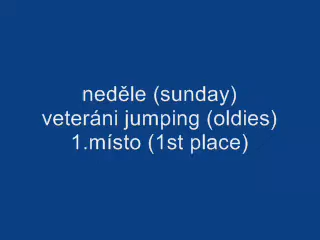 neděle (sunday)
veteráni jumping (oldies)
1.místo (1st place)